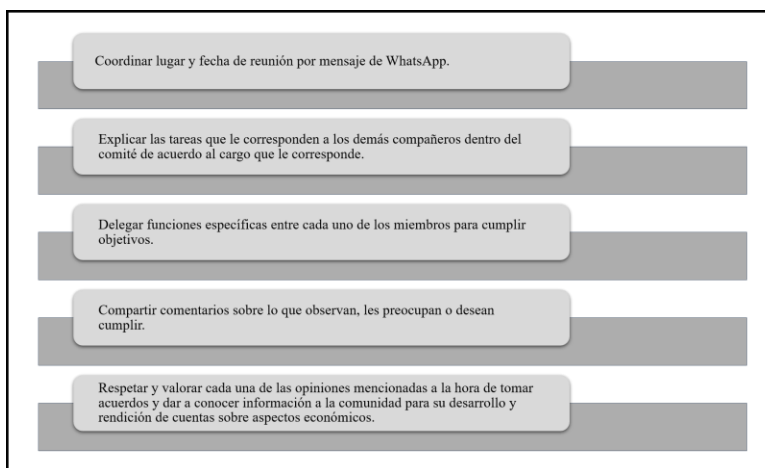 Coordinar lugar y fecha de reunión por mensaje de WhatsApp.
Explicar las tareas que le corresponden a los demás compañeros dentro del
comité de acuerdo al cargo que le corresponde.
Delegar funciones específicas entre cada uno de los miembros para cumplir
objetivos.
Compartir comentarios sobre lo que observan, les preocupan o desean
cumplir.
Respetar y valorar cada una de las opiniones mencionadas a la hora de tomar
acuerdos y dar a conocer información a la comunidad para su desarrollo y
rendición de cuentas sobre aspectos económicos.